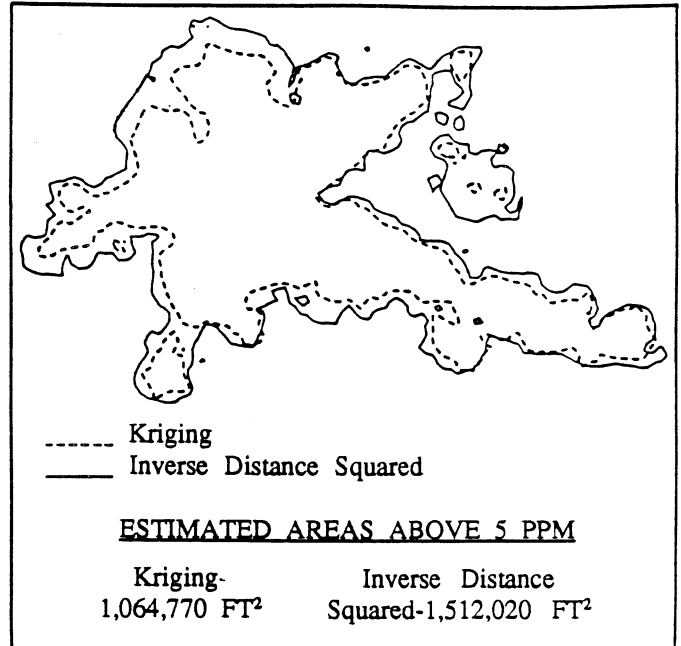 Kriging
Inverse Distance Squared
ESTIMATED AREAS ABOVE 5 PPM
Kriging-
1,064,770 FT²
Inverse Distance
Squared-1,512,020 FT²